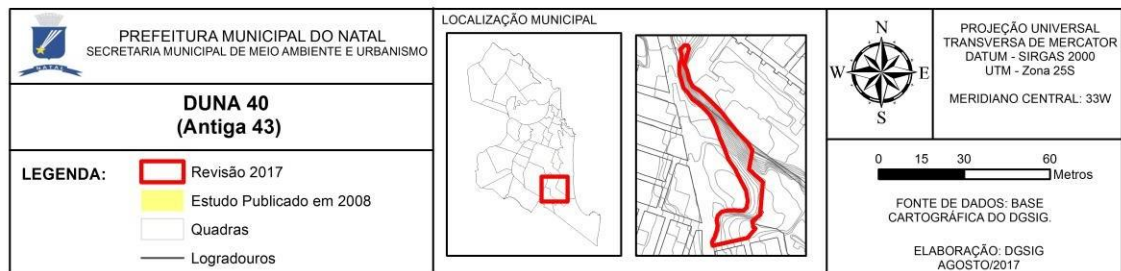 NATAL
PREFEITURA MUNICIPAL DO NATAL
SECRETARIA MUNICIPAL DE MEIO AMBIENTE E URBANISMO
DUNA 40
(Antiga 43)
LEGENDA:
Revisão 2017
Estudo Publicado em 2008
Quadras
Logradouros
LOCALIZAÇÃO MUNICIPAL
N
W
E
S
PROJEÇÃO UNIVERSAL
TRANSVERSA DE MERCATOR
DATUM - SIRGAS 2000
UTM - Zona 25S
MERIDIANO CENTRAL: 33W
0 15 30 60
Metros
FONTE DE DADOS: BASE
CARTOGRÁFICA DO DGSIG.
ELABORAÇÃO: DGSIG
AGOSTO/2017